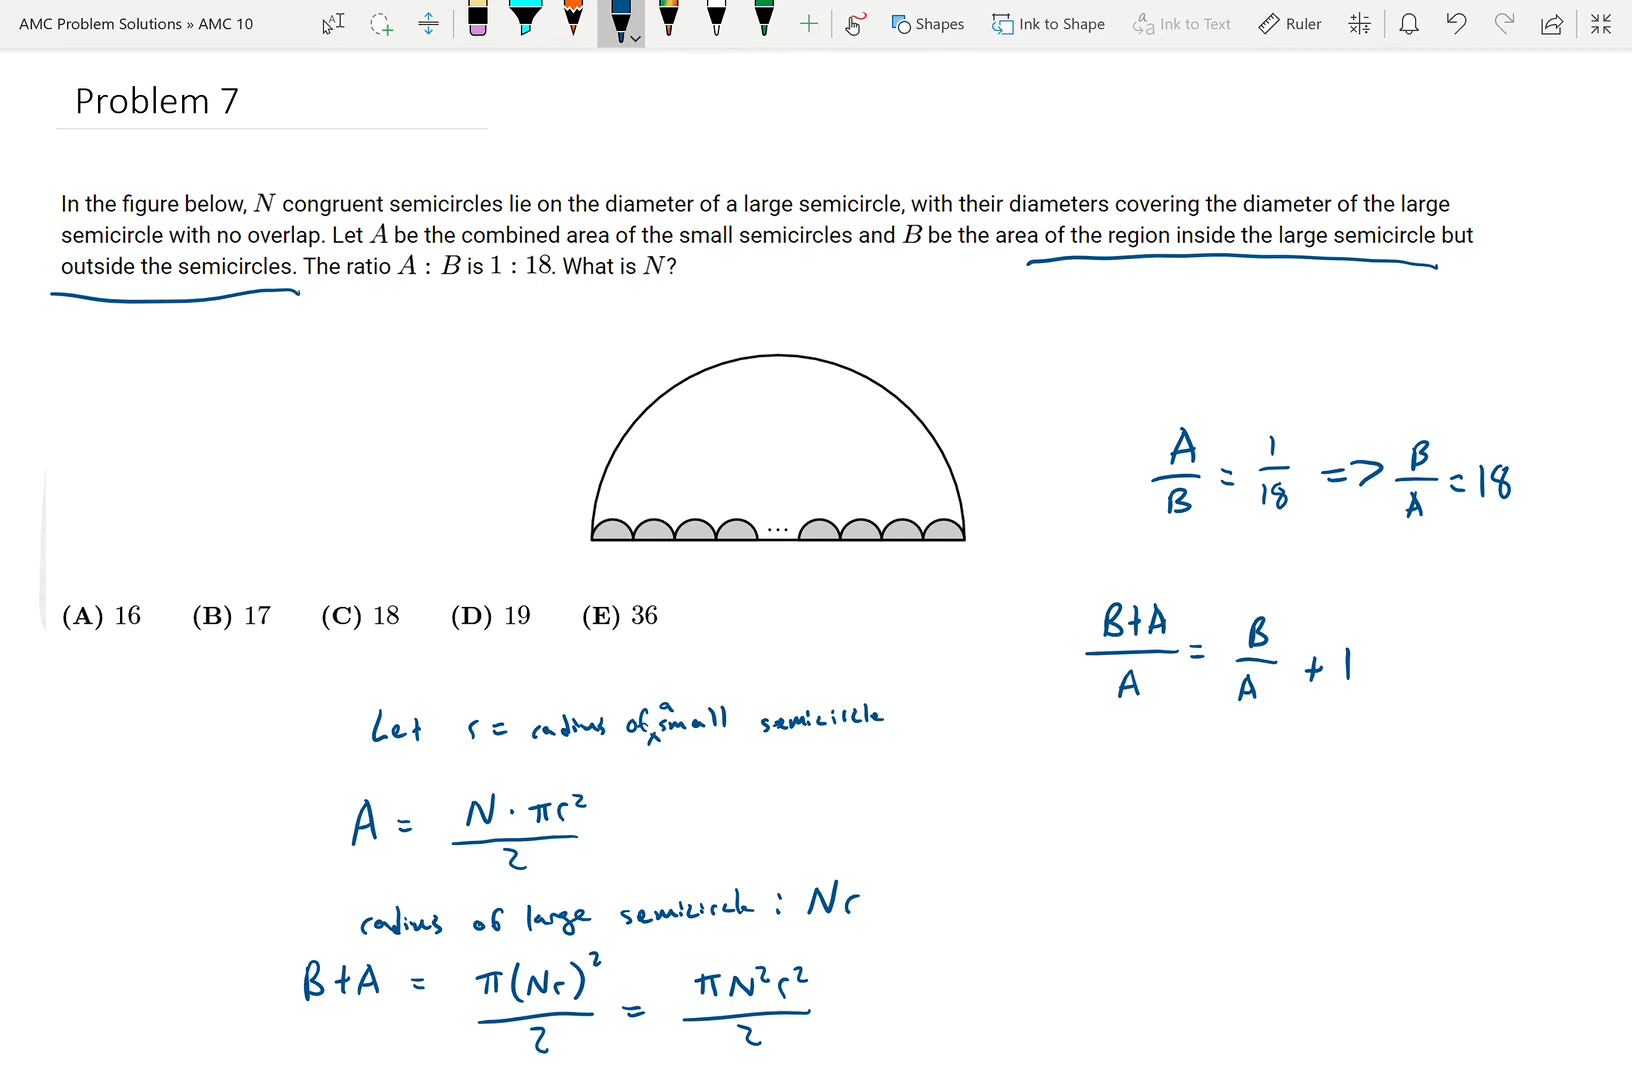 AMC Problem Solutions » AMC 10
Shapes
Ink to Shape
Ink to Text
Ruler
Problem 7
In the figure below, N congruent semicircles lie on the diameter of a large semicircle, with their diameters covering the diameter of the large
semicircle with no overlap. Let A be the combined area of the small semicircles and B be the area of the region inside the large semicircle but
outside the semicircles. The ratio A : B is 1 : 18. What is N?
...
A/B = 1/18 => B/A = 18
(A) 16 (B) 17 (C) 18 (D) 19 (E) 36
(B+A)/A = B/A + 1
Let r = radius of a small semicircle
A = (N · πr²)/2
radius of large semicircle : Nr
B+A = π(Nr)²/2 = πN²r²/2